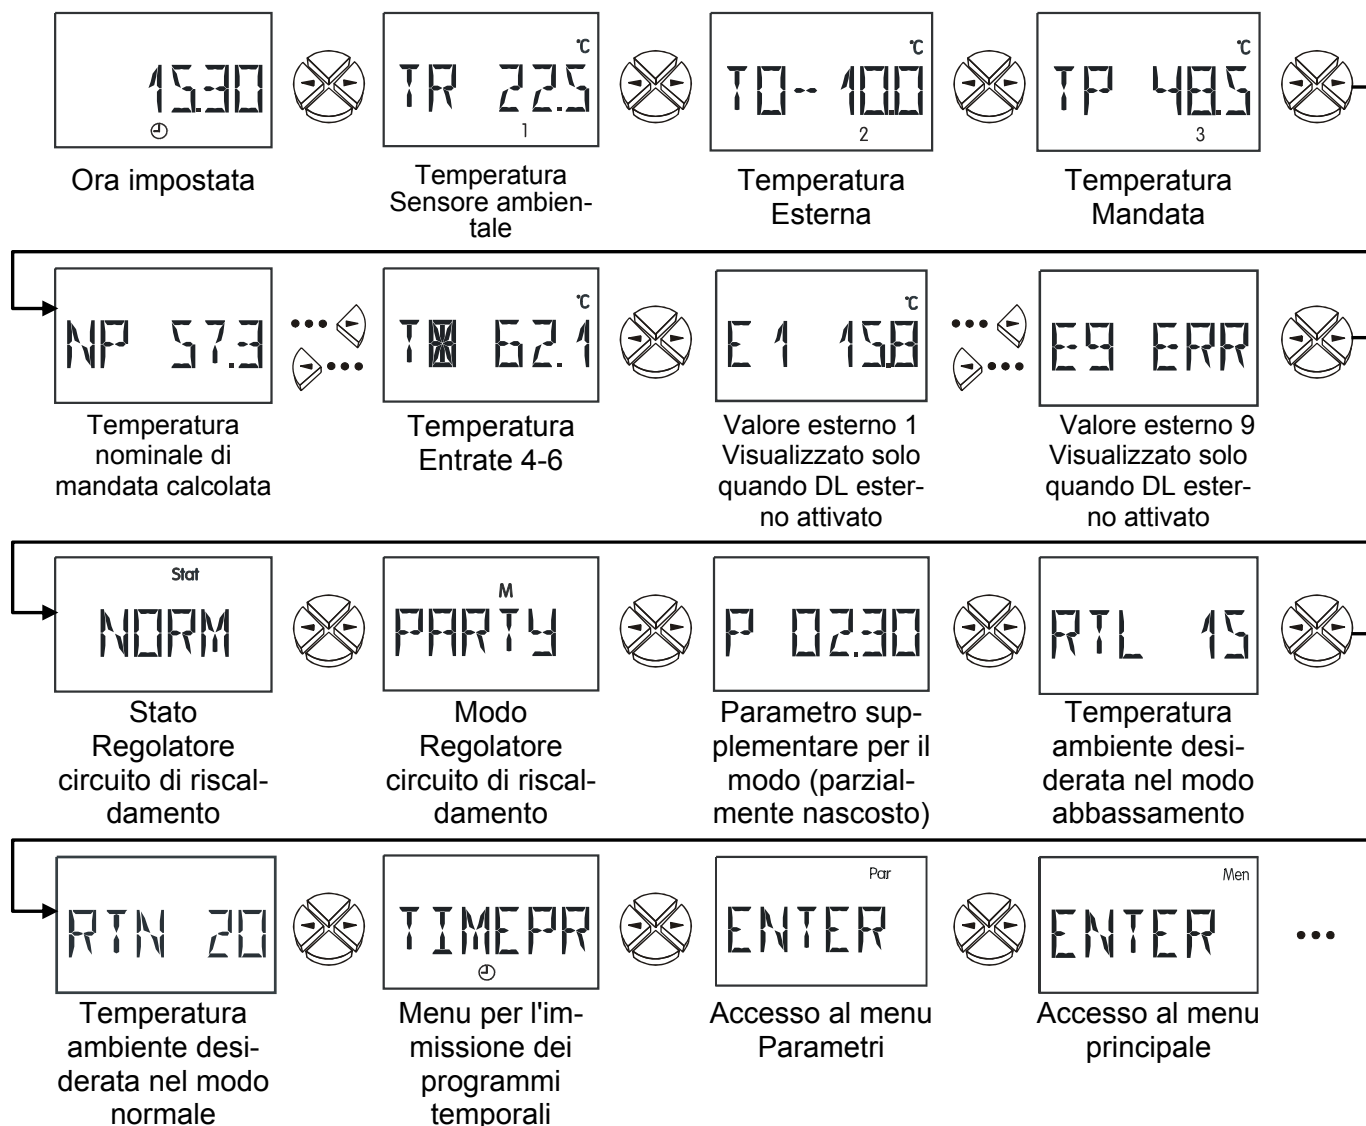 15.30
Ora impostata
°C
TR 22.5
1
Temperatura
Sensore ambien-
tale
°C
TO-10.0
2
Temperatura
Esterna
°C
TP 48.5
3
Temperatura
Mandata
NP 57.3
Temperatura
nominale di
mandata calcolata
°C
62.1
Temperatura
Entrate 4-6
°C
E1 15.8
Valore esterno 1
Visualizzato solo
quando DL ester-
no attivato
E9 ERR
Valore esterno 9
Visualizzato solo
quando DL ester-
no attivato
Stat
NORM
Stato
Regolatore
circuito di riscal-
damento
M
PARTY
Modo
Regolatore
circuito di riscal-
damento
P 02:30
Parametro sup-
plementare per il
modo (parzial-
mente nascosto)
RTL 15
Temperatura
ambiente desi-
derata nel modo
abbassamento
RTN 20
Temperatura
ambiente desi-
derata nel modo
normale
TIMEPR
Menu per l'im-
missione dei
programmi
temporali
Par
ENTER
Accesso al menu
Parametri
Men
ENTER
Accesso al menu
principale